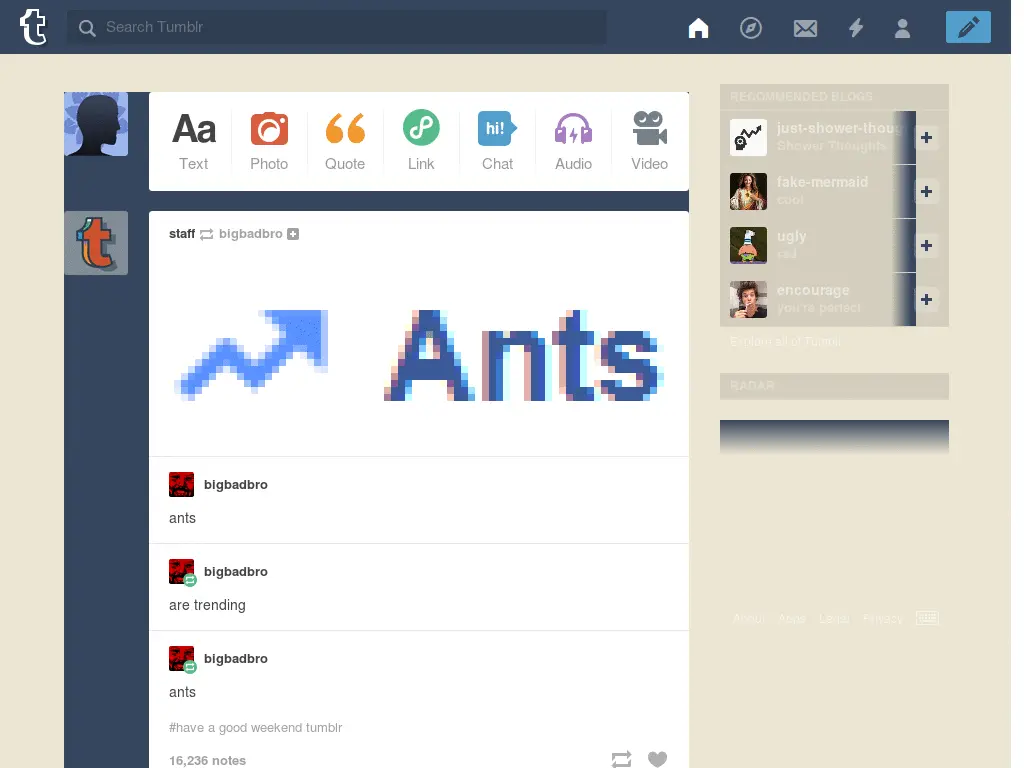 Search Tumblr
Aa
Text
Photo
Quote
Link
hi!
Chat
Audio
Video
staff bigbadbro
Ants
bigbadbro
ants
bigbadbro
are trending
bigbadbro
ants
#have a good weekend tumblr
16,236 notes
RECOMMENDED BLOGS
just-shower-thoug
Shower Thoughts
fake-mermaid
cool
ugly
rad
encourage
you're perfect
Explore all of Tumblr
RADAR
About Apps Legal Privacy